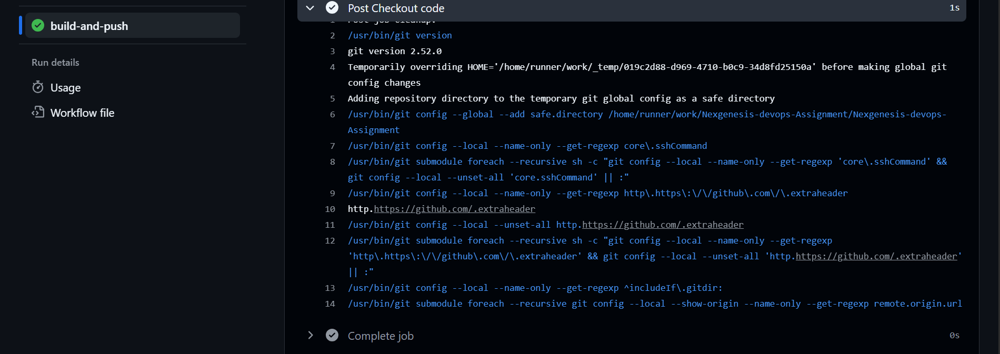 build-and-push
Run details
Usage
Workflow file
Post Checkout code
1s
1 Post job cleanup.
2 /usr/bin/git version
3 git version 2.52.0
4 Temporarily overriding HOME='/home/runner/work/_temp/019c2d88-d969-4710-b0c9-34d8fd25150a' before making global git
config changes
5 Adding repository directory to the temporary git global config as a safe directory
6 /usr/bin/git config --global --add safe.directory /home/runner/work/Nexgenesis-devops-Assignment/Nexgenesis-devops-
Assignment
7 /usr/bin/git config --local --name-only --get-regexp core\.sshCommand
8 /usr/bin/git submodule foreach --recursive sh -c "git config --local --name-only --get-regexp 'core\.sshCommand' &&
git config --local --unset-all 'core.sshCommand' || :"
9 /usr/bin/git config --local --name-only --get-regexp http\.https\:\/\/github\.com\/\.extraheader
10 http.https://github.com/.extraheader
11 /usr/bin/git config --local --unset-all http.https://github.com/.extraheader
12 /usr/bin/git submodule foreach --recursive sh -c "git config --local --name-only --get-regexp
'http\.https\:\/\/github\.com\/\.extraheader' && git config --local --unset-all 'http.https://github.com/.extraheader'
|| :"
13 /usr/bin/git config --local --name-only --get-regexp ^includeIf\.gitdir:
14 /usr/bin/git submodule foreach --recursive git config --local --show-origin --name-only --get-regexp remote.origin.url
Complete job
0s